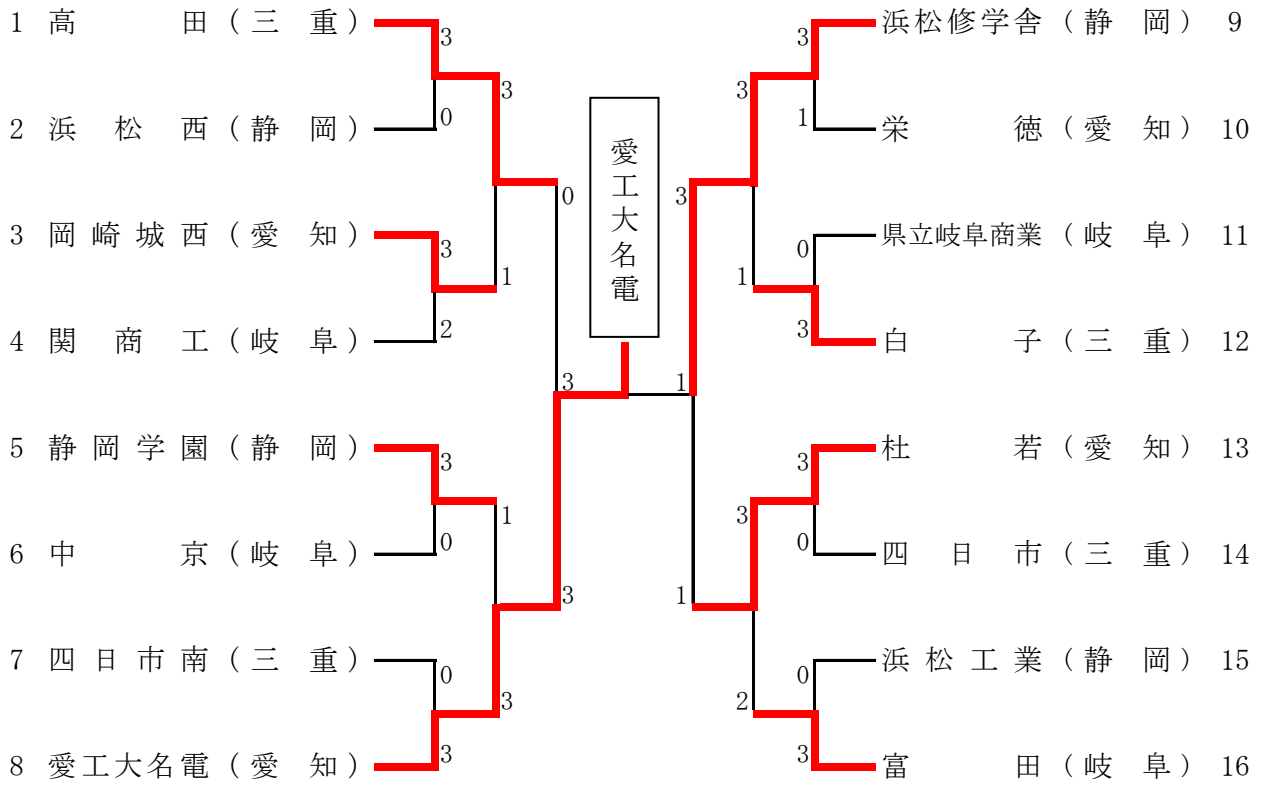 1 高田（三重）
3
3
0
2 浜松西（静岡）
0
3 岡崎城西（愛知）
3
1
2
4 関商工（岐阜）
3
5 静岡学園（静岡）
3
1
0
6 中京（岐阜）
3
7 四日市南（三重）
0
3
3
8 愛工大名電（愛知）
愛工大名電
浜松修学舎（静岡） 9
3
3
1
栄徳（愛知） 10
3
県立岐阜商業（岐阜） 11
0
1
3
白子（三重） 12
1
杜若（愛知） 13
3
3
0
四日市（三重） 14
1
浜松工業（静岡） 15
0
2
3
富田（岐阜） 16